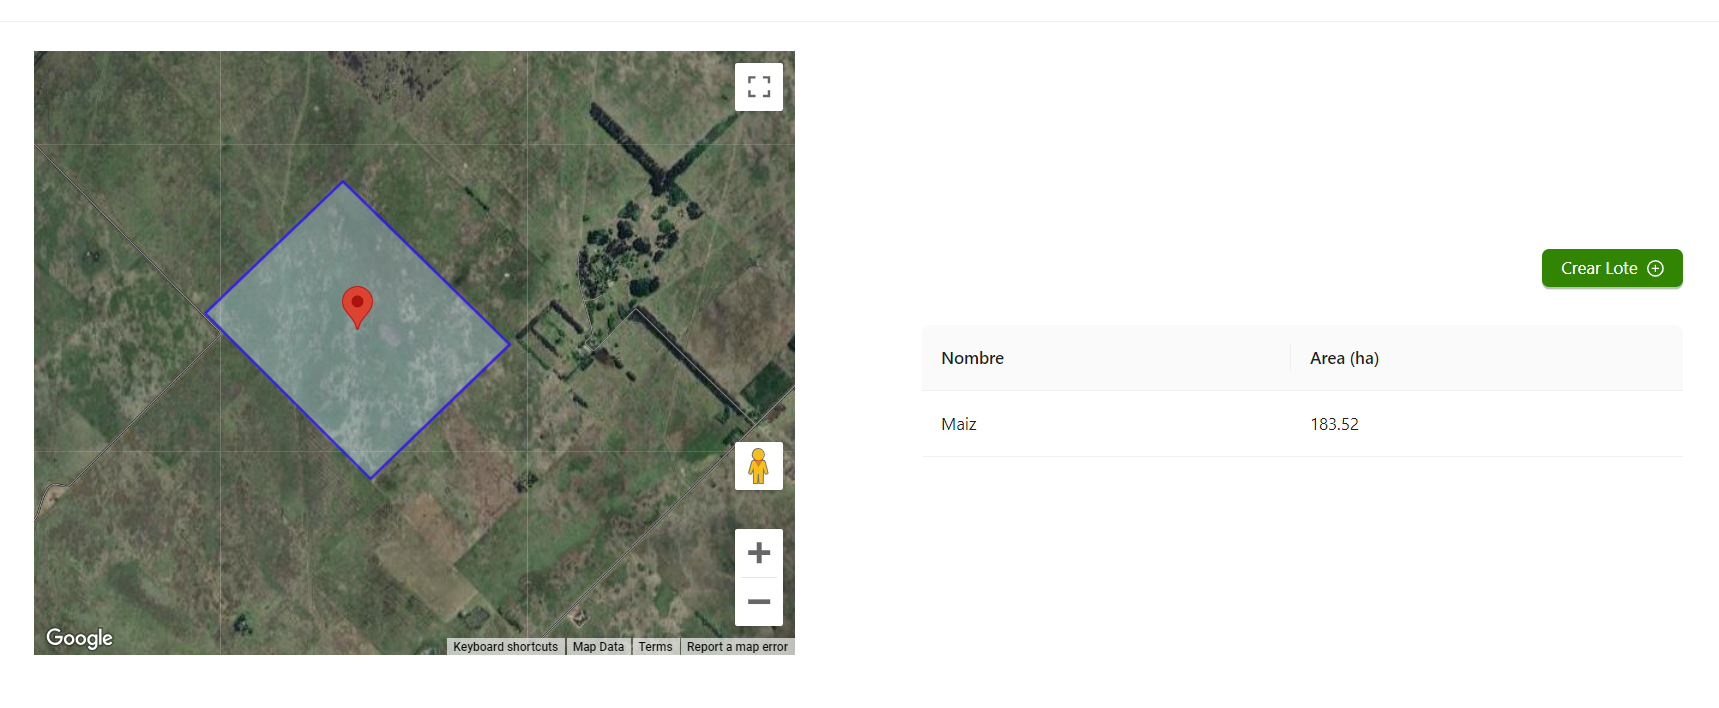 Crear Lote
Nombre Area (ha)
Maiz 183.52
Google
Keyboard shortcuts Map Data Terms Report a map error